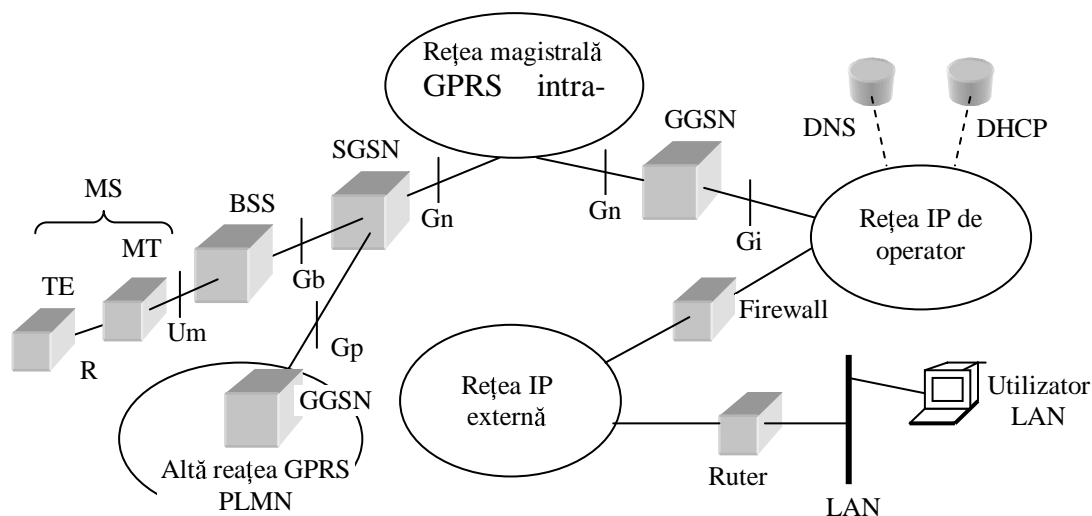 Rețea magistrală
GPRS intra-
DNS
DHCP
GGSN
SGSN
MS
BSS
Gn
Gn
Gi
Rețea IP de
operator
MT
Gb
TE
Um
Firewall
R
Gp
GGSN
Rețea IP
externă
Utilizator
LAN
Altă reațea GPRS
PLMN
Ruter
LAN